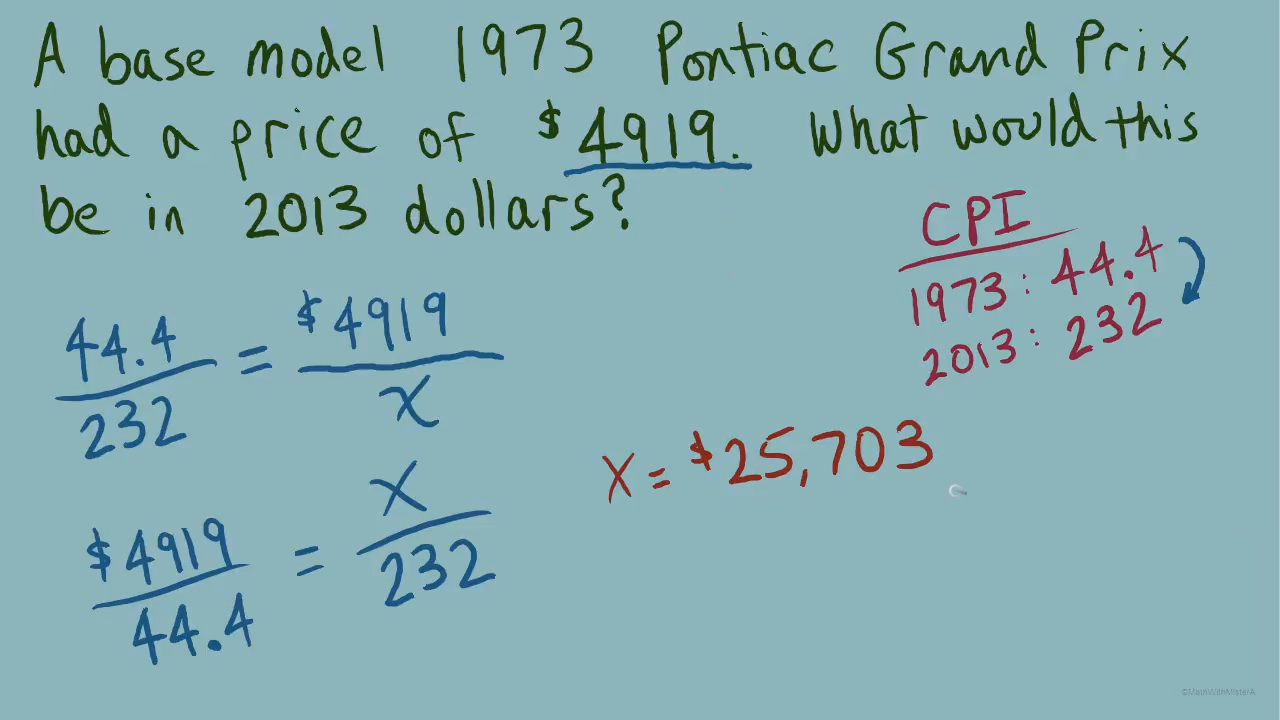 A base model 1973 Pontiac Grand Prix
had a price of $4919. What would this
be in 2013 dollars?
CPI
1973: 44.4
2013: 232
44.4/232 = $4919/x
x = $25,703
$4919/44.4 = x/232
©MathWithMisterA